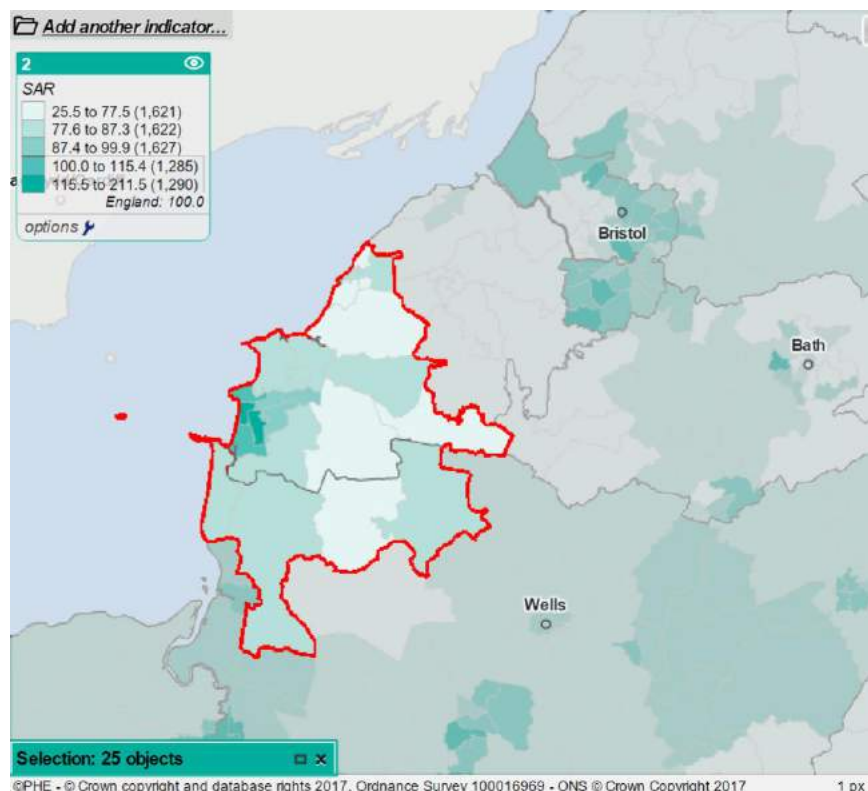 Add another indicator...
2
SAR
25.5 to 77.5 (1,621)
77.6 to 87.3 (1,622)
87.4 to 99.9 (1,627)
100.0 to 115.4 (1,285)
115.5 to 211.5 (1,290)
England: 100.0
options
Bristol
Bath
Wells
Selection: 25 objects
©PHE - © Crown copyright and database rights 2017, Ordnance Survey 100016969 - ONS © Crown Copyright 2017